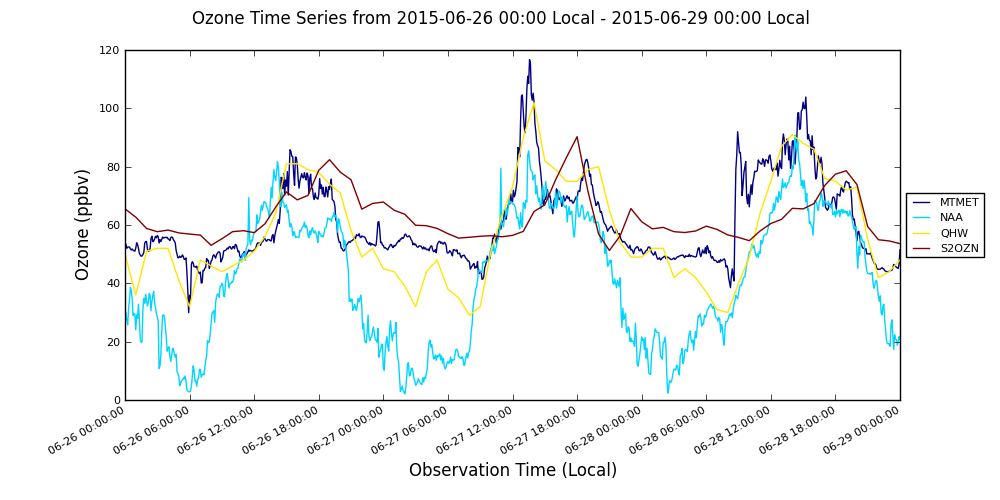 Ozone Time Series from 2015-06-26 00:00 Local - 2015-06-29 00:00 Local
Ozone (ppbv)
120
100
80
60
40
20
0
MTMET
NAA
QHW
S2OZN
06-26 00:00:00
06-26 06:00:00
06-26 12:00:00
06-26 18:00:00
06-27 00:00:00
06-27 06:00:00
06-27 12:00:00
06-27 18:00:00
06-28 00:00:00
06-28 06:00:00
06-28 12:00:00
06-28 18:00:00
06-29 00:00:00
Observation Time (Local)